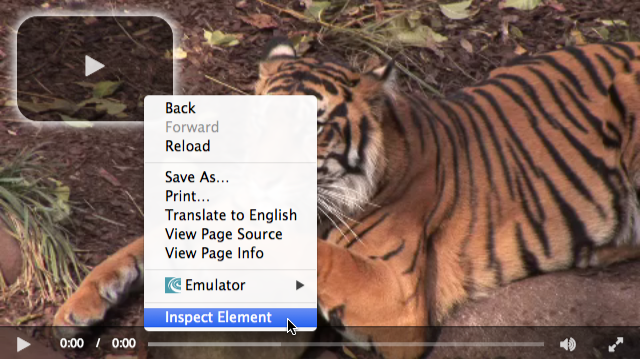 Back
Forward
Reload
Save As...
Print...
Translate to English
View Page Source
View Page Info
Emulator
Inspect Element
0:00 / 0:00